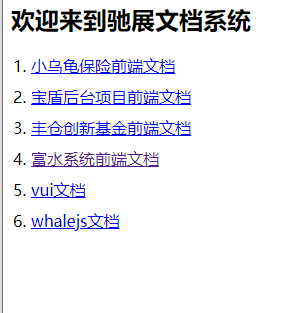 欢迎来到驰展文档系统
1. 小乌龟保险前端文档
2. 宝盾后台项目前端文档
3. 丰仓创新基金前端文档
4. 富水系统前端文档
5. vui文档
6. whalejs文档